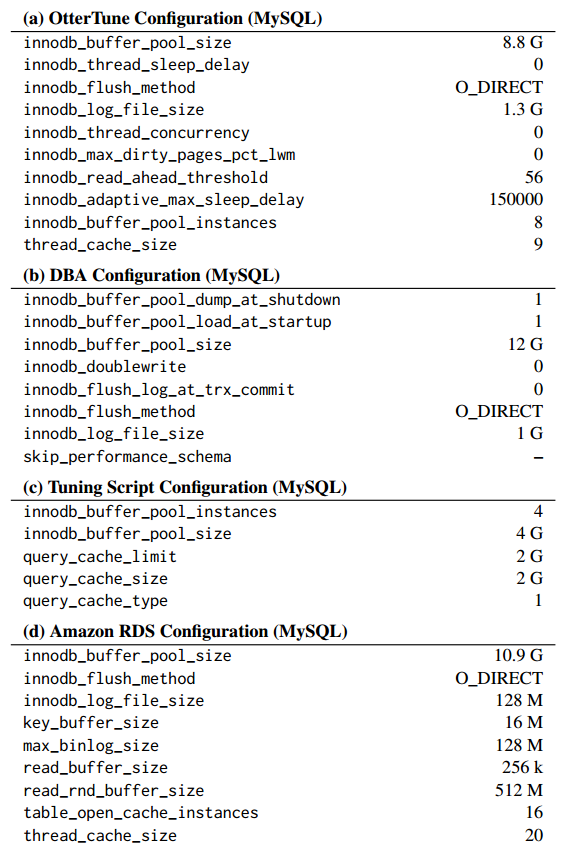 (a) OtterTune Configuration (MySQL)
innodb_buffer_pool_size 8.8 G
innodb_thread_sleep_delay 0
innodb_flush_method O_DIRECT
innodb_log_file_size 1.3 G
innodb_thread_concurrency 0
innodb_max_dirty_pages_pct_lwm 0
innodb_read_ahead_threshold 56
innodb_adaptive_max_sleep_delay 150000
innodb_buffer_pool_instances 8
thread_cache_size 9
(b) DBA Configuration (MySQL)
innodb_buffer_pool_dump_at_shutdown 1
innodb_buffer_pool_load_at_startup 1
innodb_buffer_pool_size 12 G
innodb_doublewrite 0
innodb_flush_log_at_trx_commit 0
innodb_flush_method O_DIRECT
innodb_log_file_size 1 G
skip_performance_schema –
(c) Tuning Script Configuration (MySQL)
innodb_buffer_pool_instances 4
innodb_buffer_pool_size 4 G
query_cache_limit 2 G
query_cache_size 2 G
query_cache_type 1
(d) Amazon RDS Configuration (MySQL)
innodb_buffer_pool_size 10.9 G
innodb_flush_method O_DIRECT
innodb_log_file_size 128 M
key_buffer_size 16 M
max_binlog_size 128 M
read_buffer_size 256 k
read_rnd_buffer_size 512 M
table_open_cache_instances 16
thread_cache_size 20